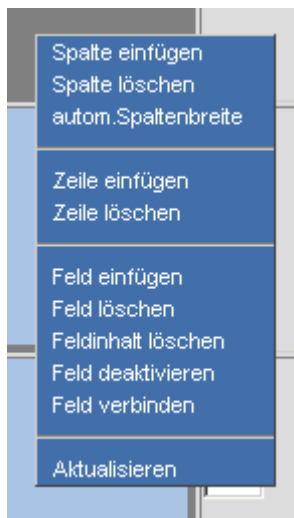 Spalte einfügen
Spalte löschen
autom.Spaltenbreite
Zeile einfügen
Zeile löschen
Feld einfügen
Feld löschen
Feldinhalt löschen
Feld deaktivieren
Feld verbinden
Aktualisieren